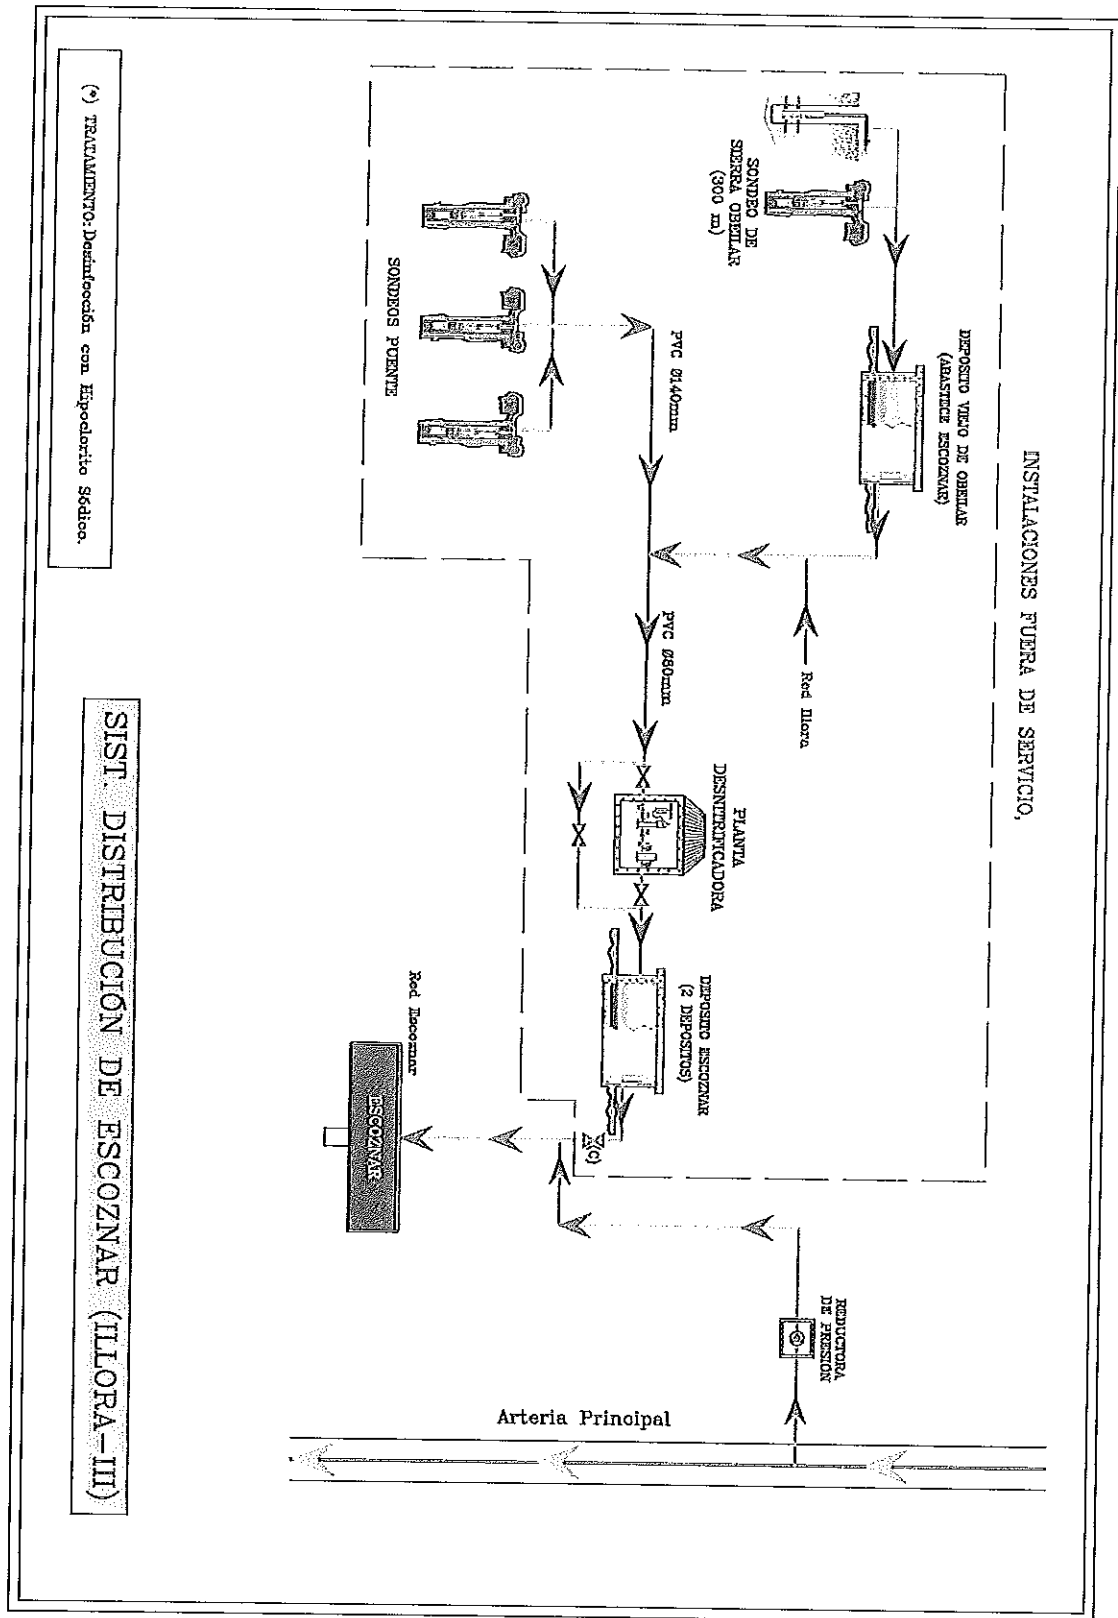 INSTALACIONES FUERA DE SERVICIO,
SONDEO DE
SIERRA OBEILAR
(300 m)
DEPOSITO VIEJO DE OBEILAR
(ABASTECE ESCOZNAR)
Red Illora
SONDEOS PUENTE
PVC Ø140mm
PVC Ø80mm
PLANTA
DESNITRIFICADORA
DEPOSITO ESCOZNAR
(2 DEPOSITOS)
(C)
REDUCTORA
DE PRESIÓN
Arteria Principal
Red Escoznar
ESCOZNAR
(*) TRATAMIENTO: Desinfección con Hipoclorito Sódico.
SIST. DISTRIBUCIÓN DE ESCOZNAR (ILLORA-III)